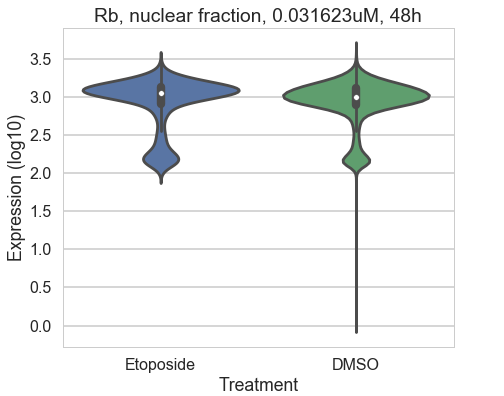 Rb, nuclear fraction, 0.031623uM, 48h
Expression (log10)
3.5
3.0
2.5
2.0
1.5
1.0
0.5
0.0
Etoposide DMSO
Treatment